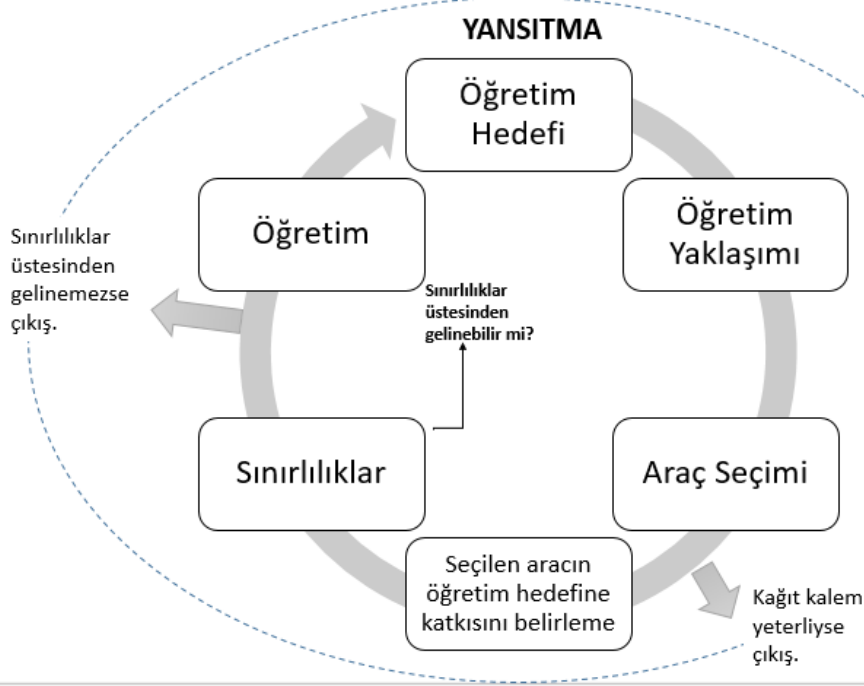 YANSITMA
Öğretim
Hedefi
Öğretim
Yaklaşımı
Araç Seçimi
Kağıt kalem
yeterliyse
çıkış.
Seçilen aracın
öğretim hedefine
katkısını belirleme
Sınırlılıklar
Sınırlılıklar
üstesinden
gelinebilir mi?
Sınırlılıklar
üstesinden
gelinemezse
çıkış.
Öğretim